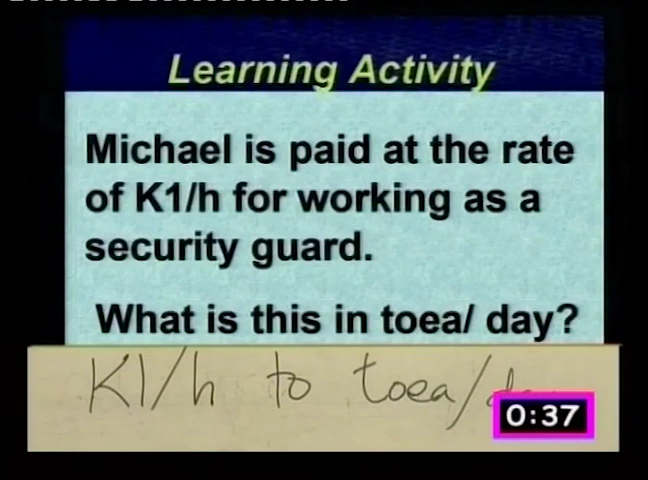 Learning Activity
Michael is paid at the rate
of K1/h for working as a
security guard.
What is this in toea/ day?
K1/h to toea/
0:37